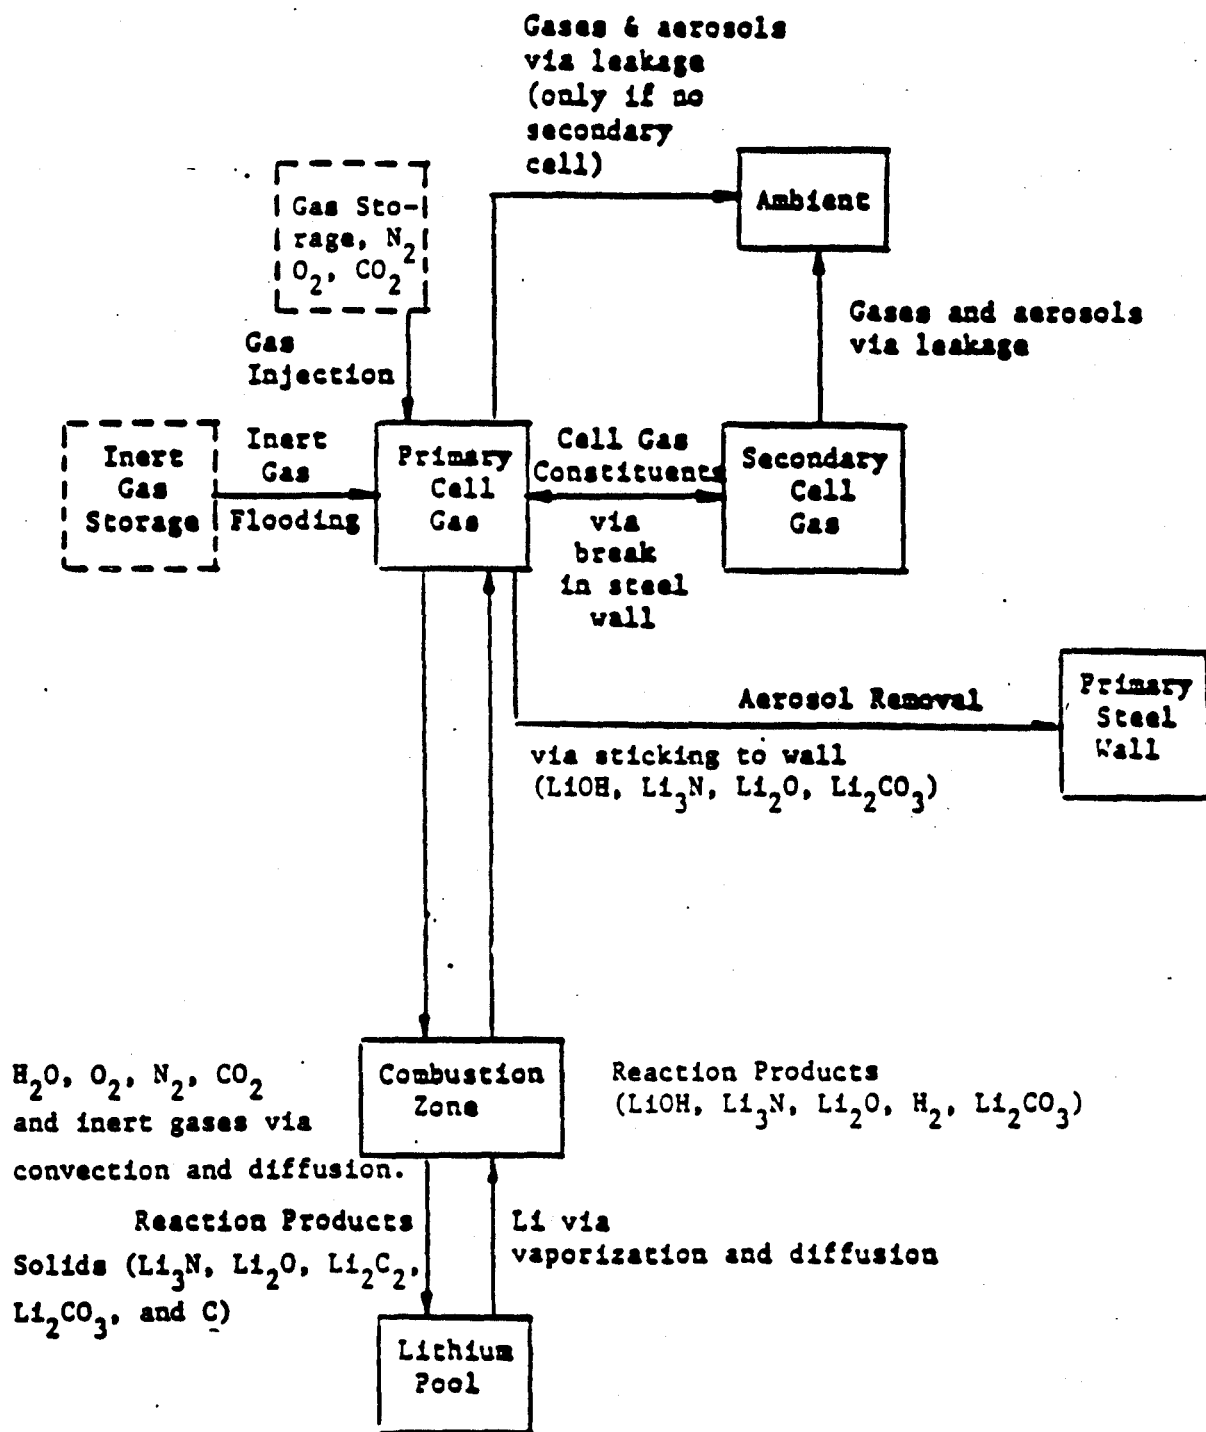 Gases & aerosols
via leakage
(only if no
secondary
cell)
Ambient
Gas Sto-
rage, N₂
O₂, CO₂
Gas
Injection
Gases and aerosols
via leakage
Inert
Gas
Storage
Inert
Gas
Flooding
Primary
Cell
Gas
Cell Gas
Constituents
via
break
in steel
wall
Secondary
Cell
Gas
Aerosol Removal
via sticking to wall
(LiOH, Li₃N, Li₂O, Li₂CO₃)
Primary
Steel
Wall
H₂O, O₂, N₂, CO₂
and inert gases via
convection and diffusion.
Combustion
Zone
Reaction Products
(LiOH, Li₃N, Li₂O, H₂, Li₂CO₃)
Reaction Products
Solids (Li₃N, Li₂O, Li₂C₂,
Li₂CO₃, and C)
Li via
vaporization and diffusion
Lithium
Pool